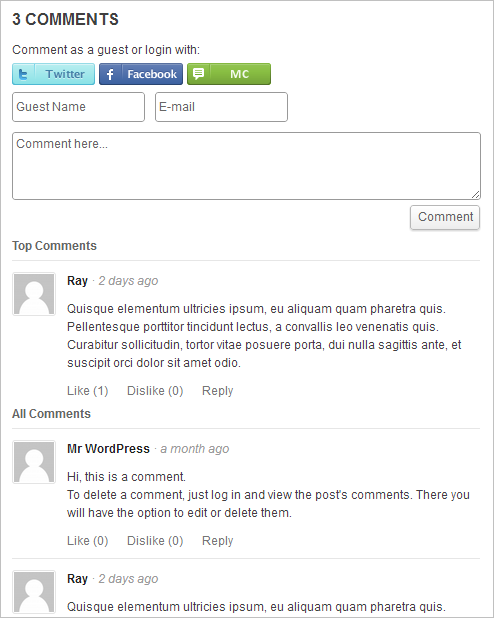 3 COMMENTS
Comment as a guest or login with:
Twitter Facebook MC
Guest Name E-mail
Comment here...
Comment
Top Comments
Ray · 2 days ago
Quisque elementum ultricies ipsum, eu aliquam quam pharetra quis.
Pellentesque porttitor tincidunt lectus, a convallis leo venenatis quis.
Curabitur sollicitudin, tortor vitae posuere porta, dui nulla sagittis ante, et
suscipit orci dolor sit amet odio.
Like (1) Dislike (0) Reply
All Comments
Mr WordPress · a month ago
Hi, this is a comment.
To delete a comment, just log in and view the post's comments. There you
will have the option to edit or delete them.
Like (0) Dislike (0) Reply
Ray · 2 days ago
Quisque elementum ultricies ipsum, eu aliquam quam pharetra quis.